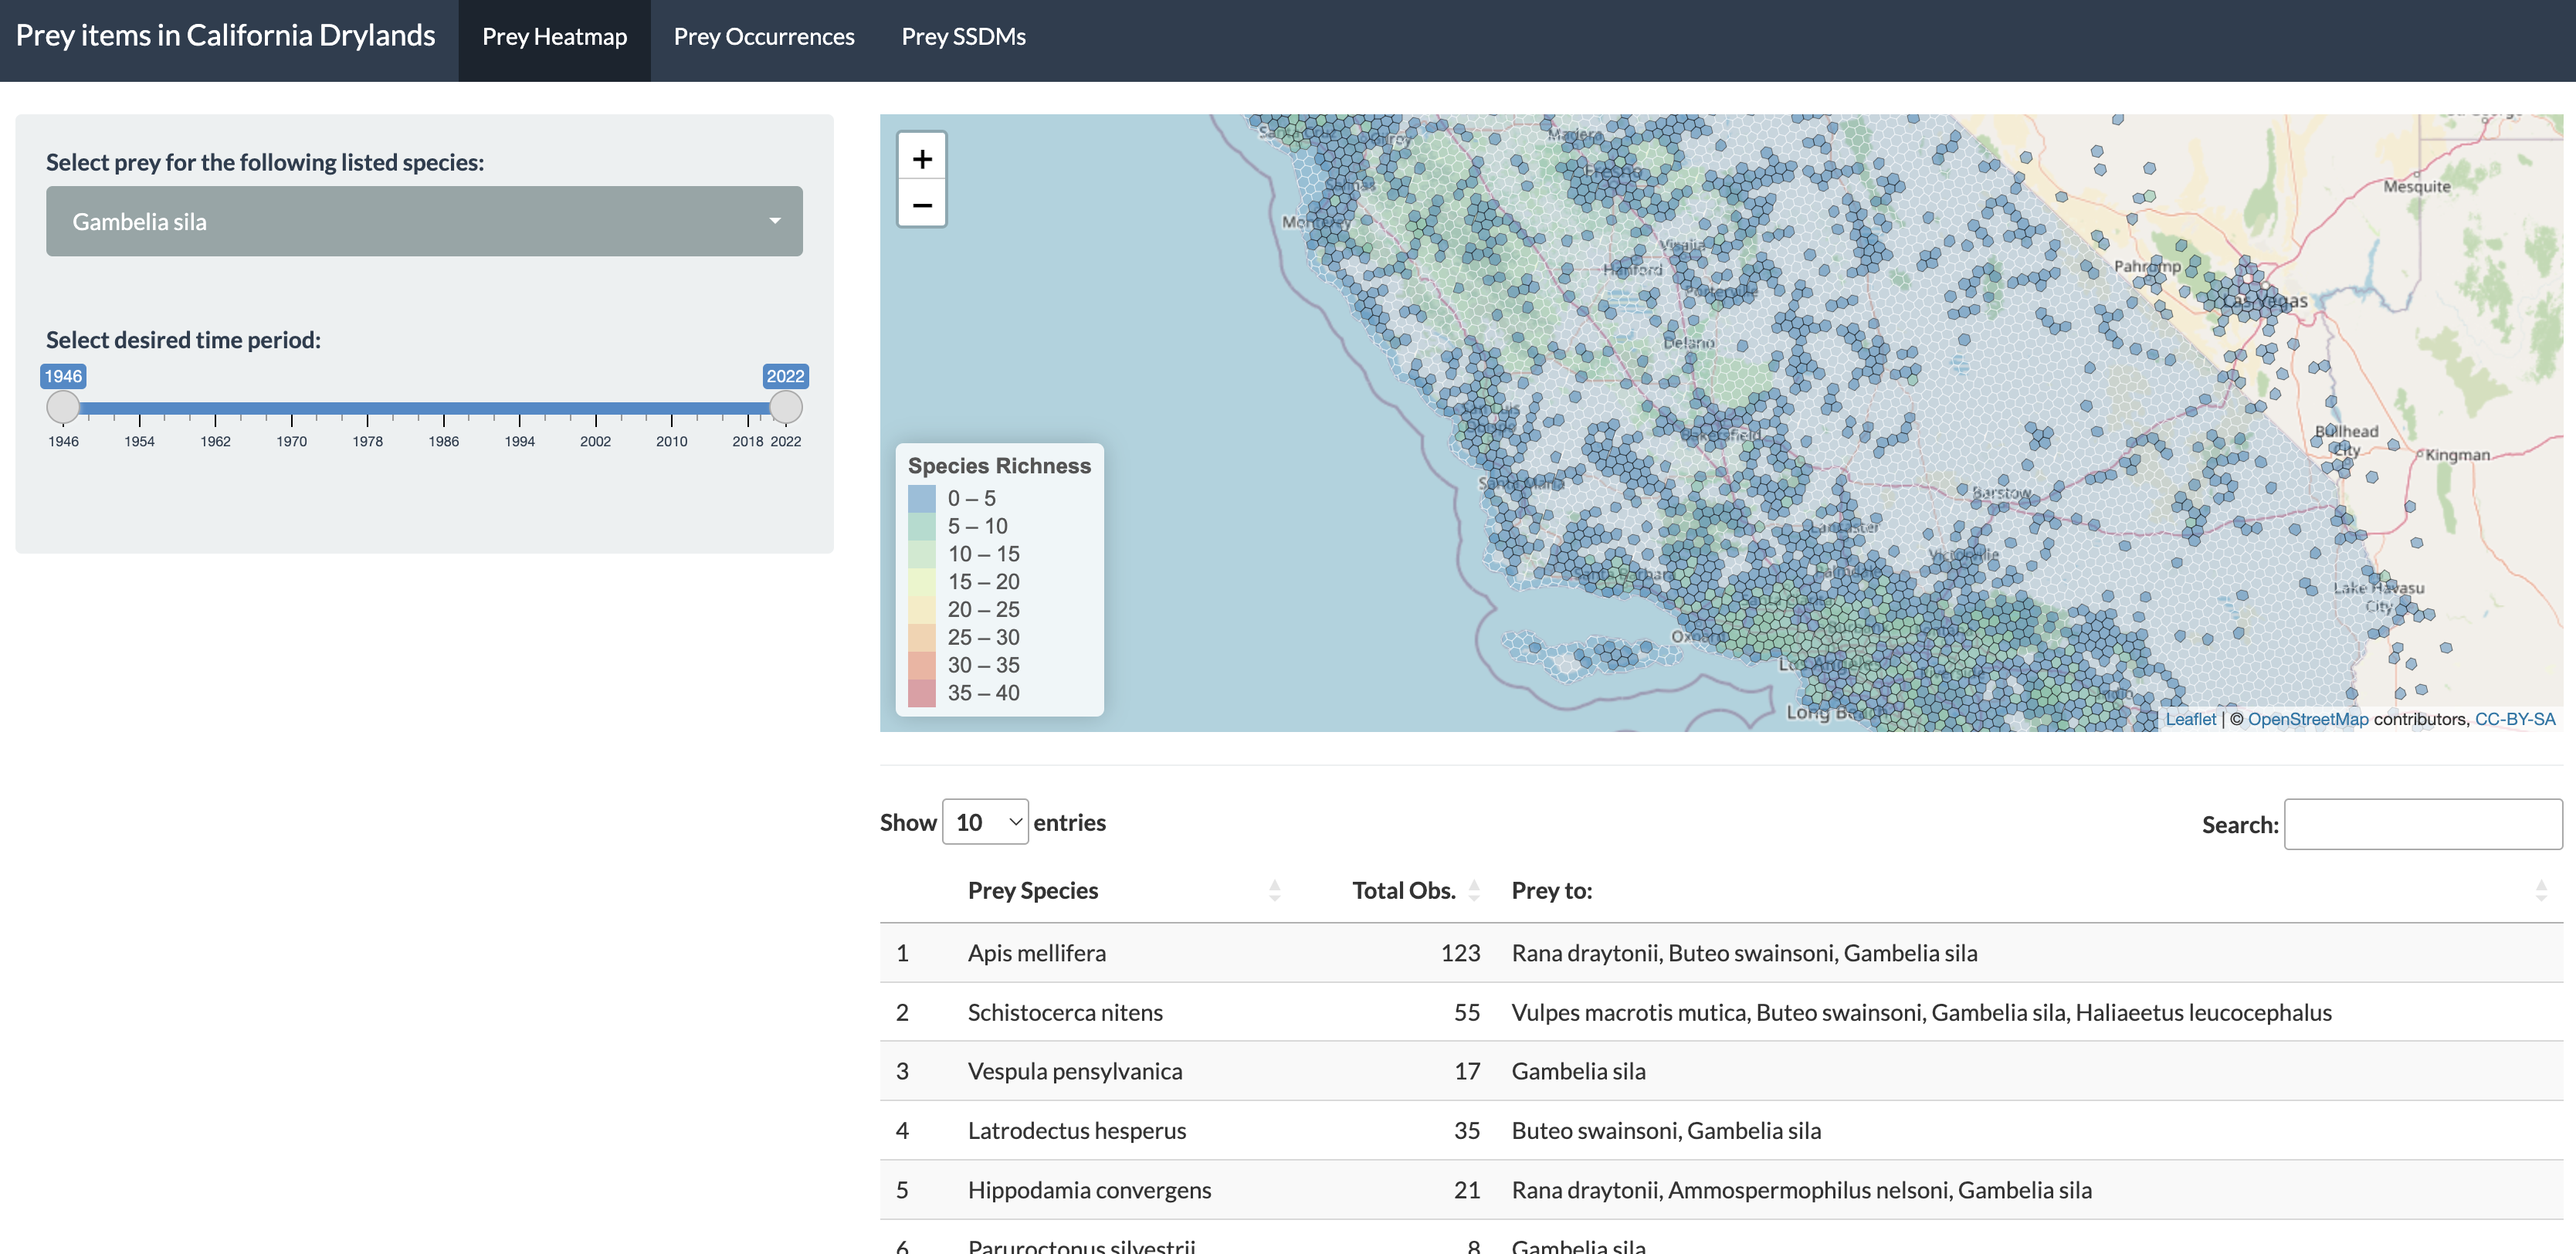 Prey items in California Drylands Prey Heatmap Prey Occurrences Prey SSDMs
Select prey for the following listed species:
Gambelia sila
Select desired time period:
1946 2022
1946 1954 1962 1970 1978 1986 1994 2002 2010 2018 2022
+
−
Madera
Fresno
Salinas
Monterey
Visalia
Hanford
Porterville
Delano
Mesquite
Pahrump
Las Vegas
San Luis
Obispo
Bakersfield
Bullhead
City
Kingman
Santa Maria
Barstow
Lancaster
Victorville
Palmdale
Santa Barbara
Lake Havasu
City
Oxnard
Los Angeles
Long Beach
Species Richness
0 – 5
5 – 10
10 – 15
15 – 20
20 – 25
25 – 30
30 – 35
35 – 40
Leaflet | © OpenStreetMap contributors, CC-BY-SA
Show 10 entries
Search:
Prey Species Total Obs. Prey to:
1 Apis mellifera 123 Rana draytonii, Buteo swainsoni, Gambelia sila
2 Schistocerca nitens 55 Vulpes macrotis mutica, Buteo swainsoni, Gambelia sila, Haliaeetus leucocephalus
3 Vespula pensylvanica 17 Gambelia sila
4 Latrodectus hesperus 35 Buteo swainsoni, Gambelia sila
5 Hippodamia convergens 21 Rana draytonii, Ammospermophilus nelsoni, Gambelia sila
6 Paruroctonus silvestrii 8 Gambelia sila